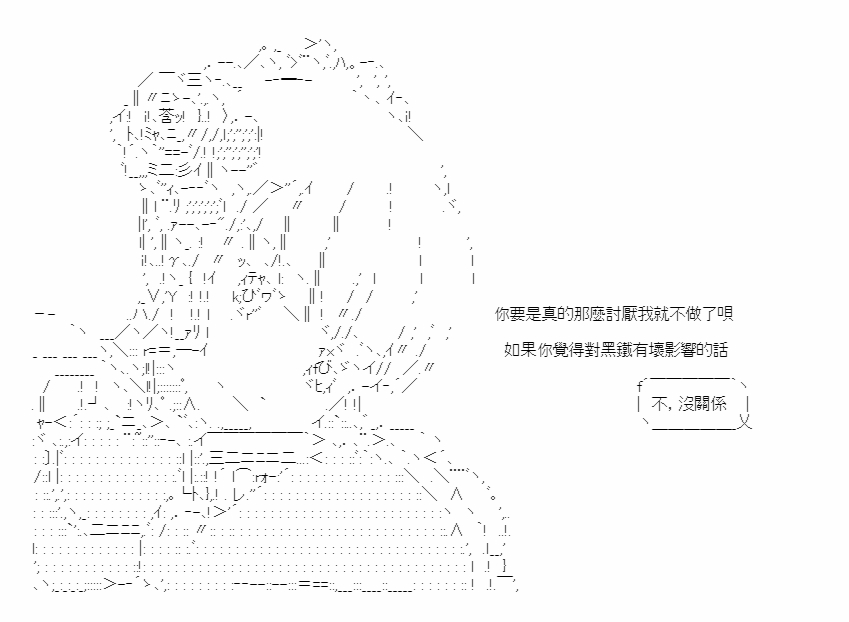 你要是真的那麼討厭我就不做了唄
如果你覺得對黑鐵有壞影響的話
不，沒關係